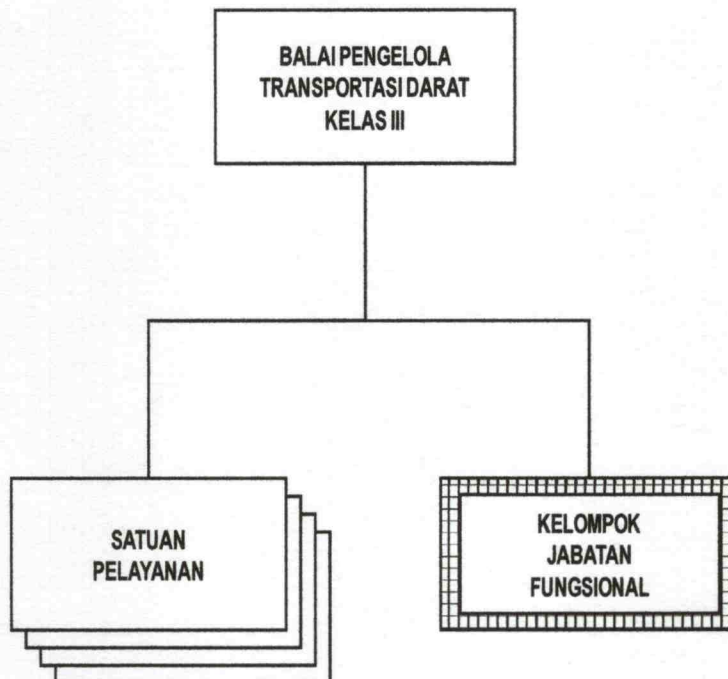 BALAI PENGELOLA
TRANSPORTASI DARAT
KELAS III
SATUAN
PELAYANAN
KELOMPOK
JABATAN
FUNGSIONAL